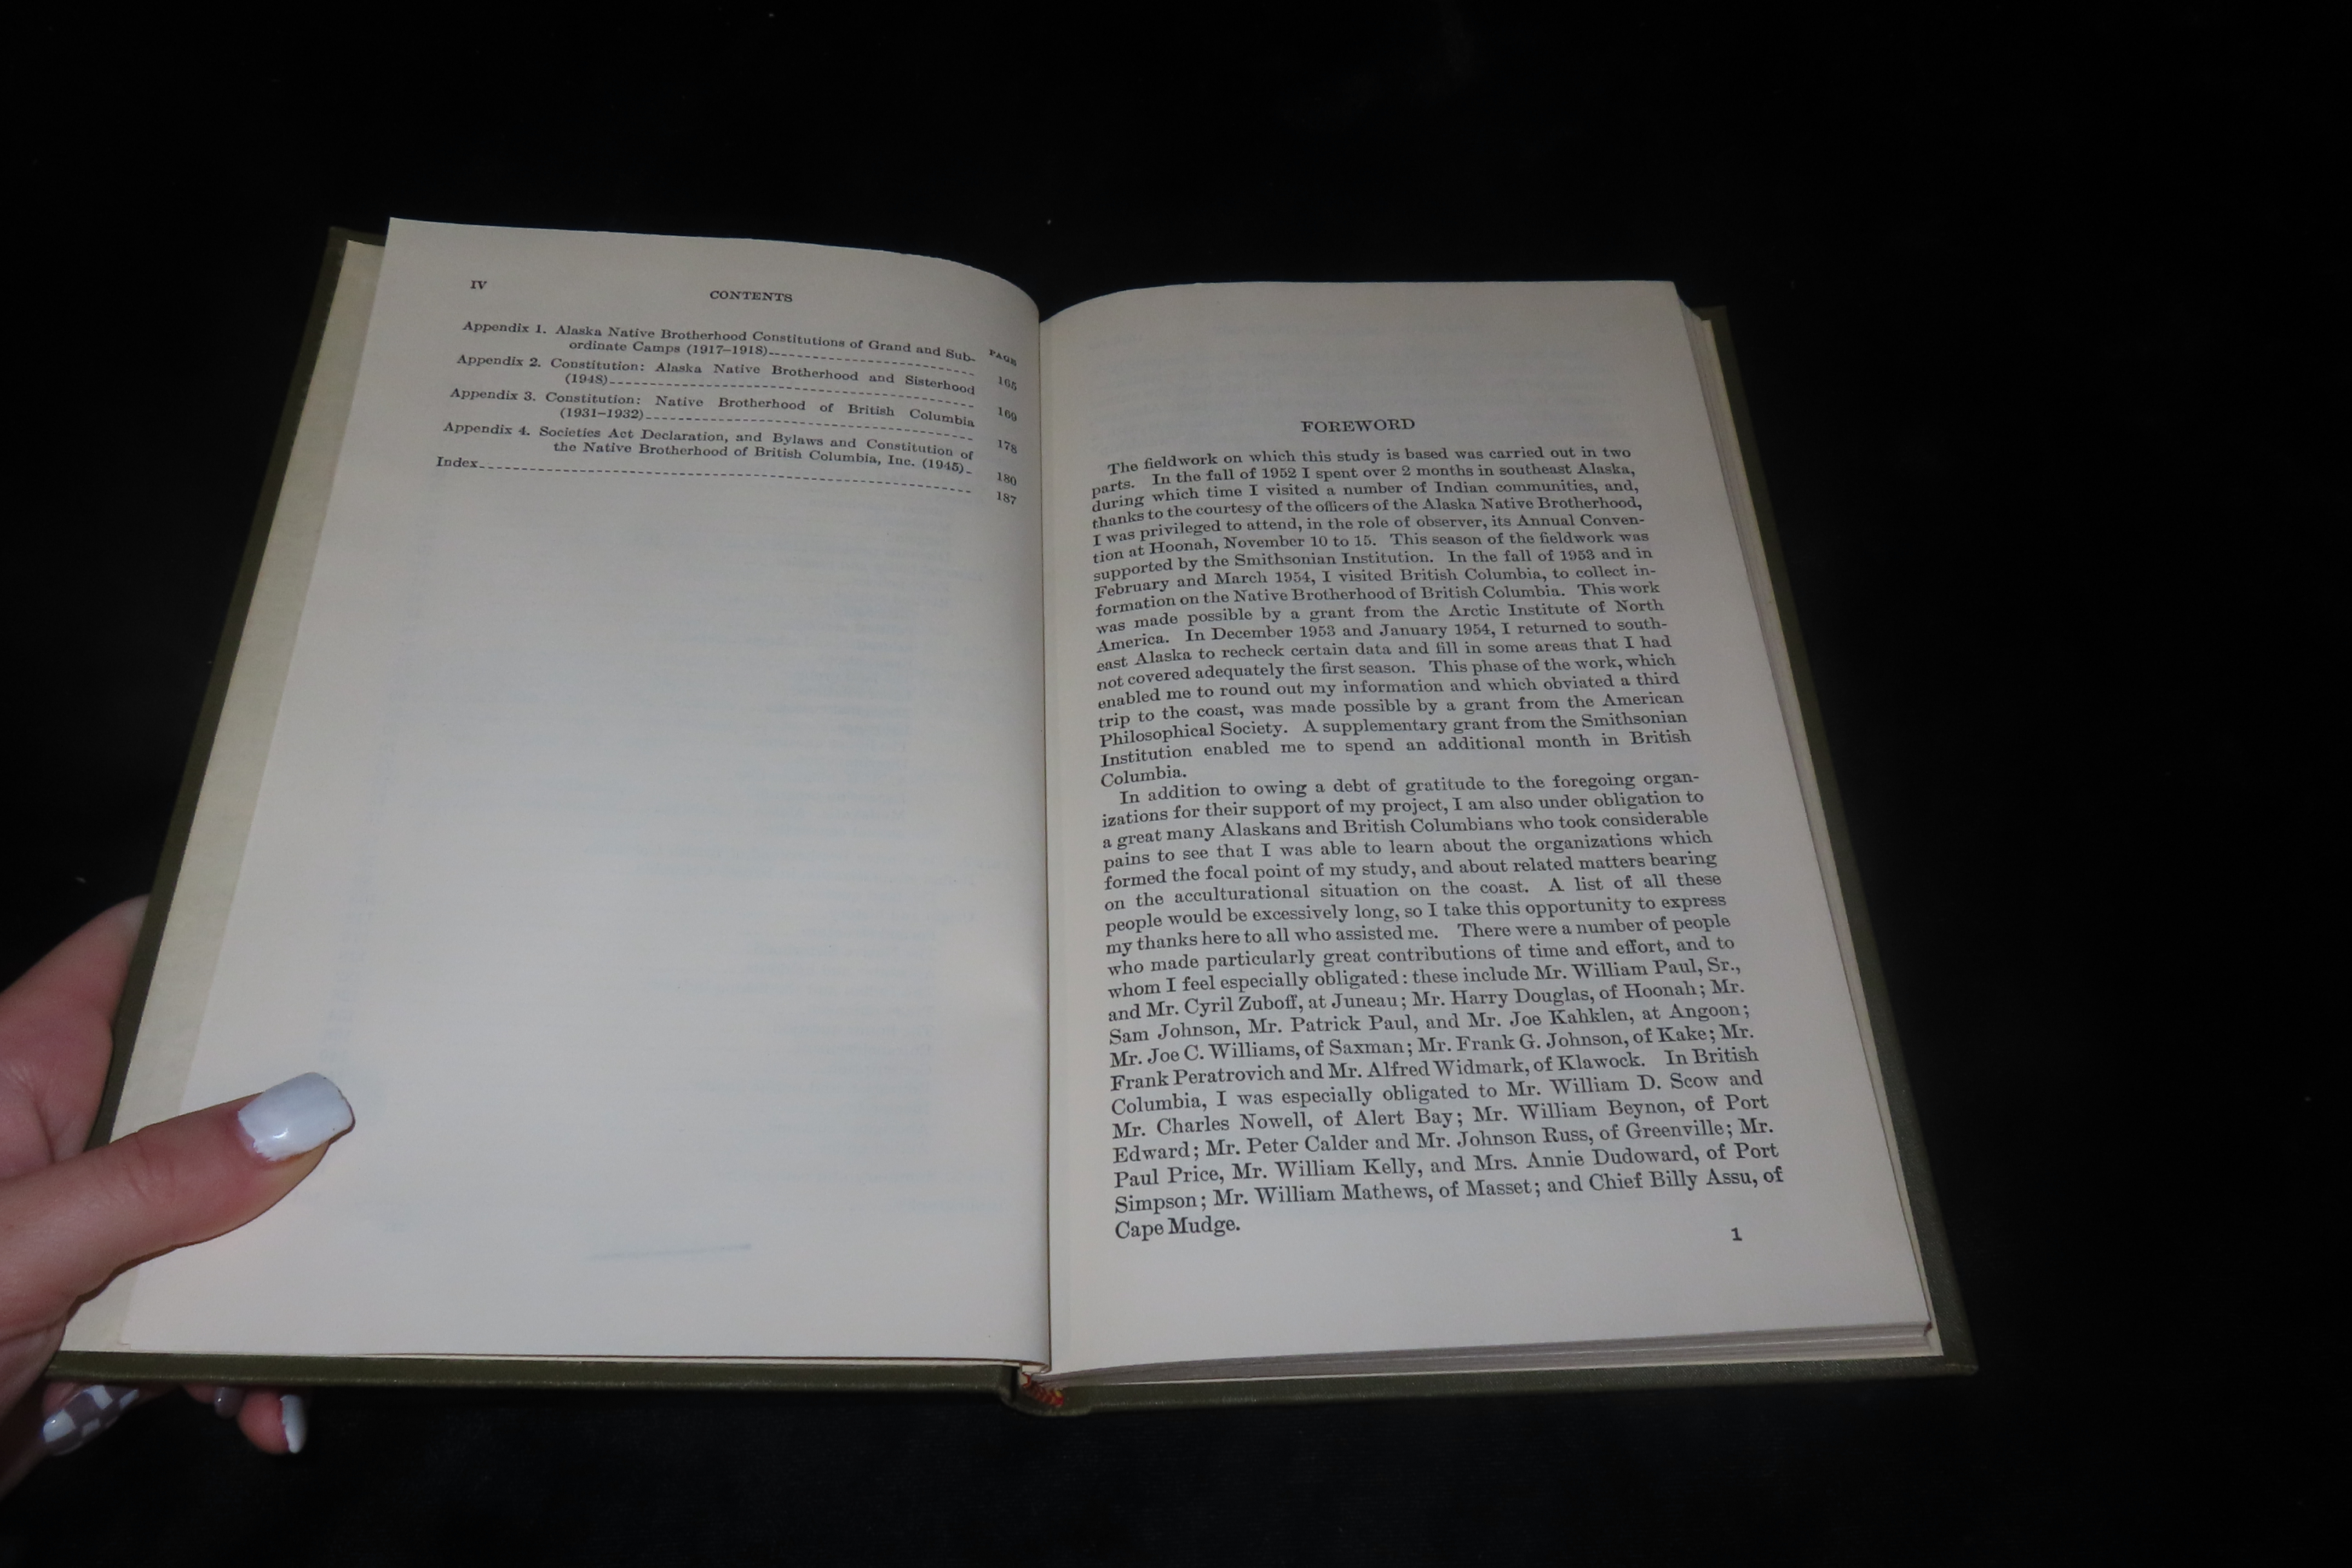 IV
CONTENTS
PAGE
Appendix 1. Alaska Native Brotherhood Constitutions of Grand and Sub-
ordinate Camps (1917–1918) 165
Appendix 2. Constitution: Alaska Native Brotherhood and Sisterhood
(1948) 169
Appendix 3. Constitution: Native Brotherhood of British Columbia
(1931–1932) 178
Appendix 4. Societies Act Declaration, and Bylaws and Constitution of
the Native Brotherhood of British Columbia, Inc. (1945) 180
Index 187
FOREWORD
The fieldwork on which this study is based was carried out in two
parts. In the fall of 1952 I spent over 2 months in southeast Alaska,
during which time I visited a number of Indian communities, and,
thanks to the courtesy of the officers of the Alaska Native Brotherhood,
I was privileged to attend, in the role of observer, its Annual Conven-
tion at Hoonah, November 10 to 15. This season of the fieldwork was
supported by the Smithsonian Institution. In the fall of 1953 and in
February and March 1954, I visited British Columbia, to collect in-
formation on the Native Brotherhood of British Columbia. This work
was made possible by a grant from the Arctic Institute of North
America. In December 1953 and January 1954, I returned to south-
east Alaska to recheck certain data and fill in some areas that I had
not covered adequately the first season. This phase of the work, which
enabled me to round out my information and which obviated a third
trip to the coast, was made possible by a grant from the American
Philosophical Society. A supplementary grant from the Smithsonian
Institution enabled me to spend an additional month in British
Columbia.
In addition to owing a debt of gratitude to the foregoing organ-
izations for their support of my project, I am also under obligation to
a great many Alaskans and British Columbians who took considerable
pains to see that I was able to learn about the organizations which
formed the focal point of my study, and about related matters bearing
on the acculturational situation on the coast. A list of all these
people would be excessively long, so I take this opportunity to express
my thanks here to all who assisted me. There were a number of people
who made particularly great contributions of time and effort, and to
whom I feel especially obligated: these include Mr. William Paul, Sr.,
and Mr. Cyril Zuboff, at Juneau; Mr. Harry Douglas, of Hoonah; Mr.
Sam Johnson, Mr. Patrick Paul, and Mr. Joe Kahklen, at Angoon;
Mr. Joe C. Williams, of Saxman; Mr. Frank G. Johnson, of Kake; Mr.
Frank Peratrovich and Mr. Alfred Widmark, of Klawock. In British
Columbia, I was especially obligated to Mr. William D. Scow and
Mr. Charles Nowell, of Alert Bay; Mr. William Beynon, of Port
Edward; Mr. Peter Calder and Mr. Johnson Russ, of Greenville; Mr.
Paul Price, Mr. William Kelly, and Mrs. Annie Dudoward, of Port
Simpson; Mr. William Mathews, of Masset; and Chief Billy Assu, of
Cape Mudge.
1